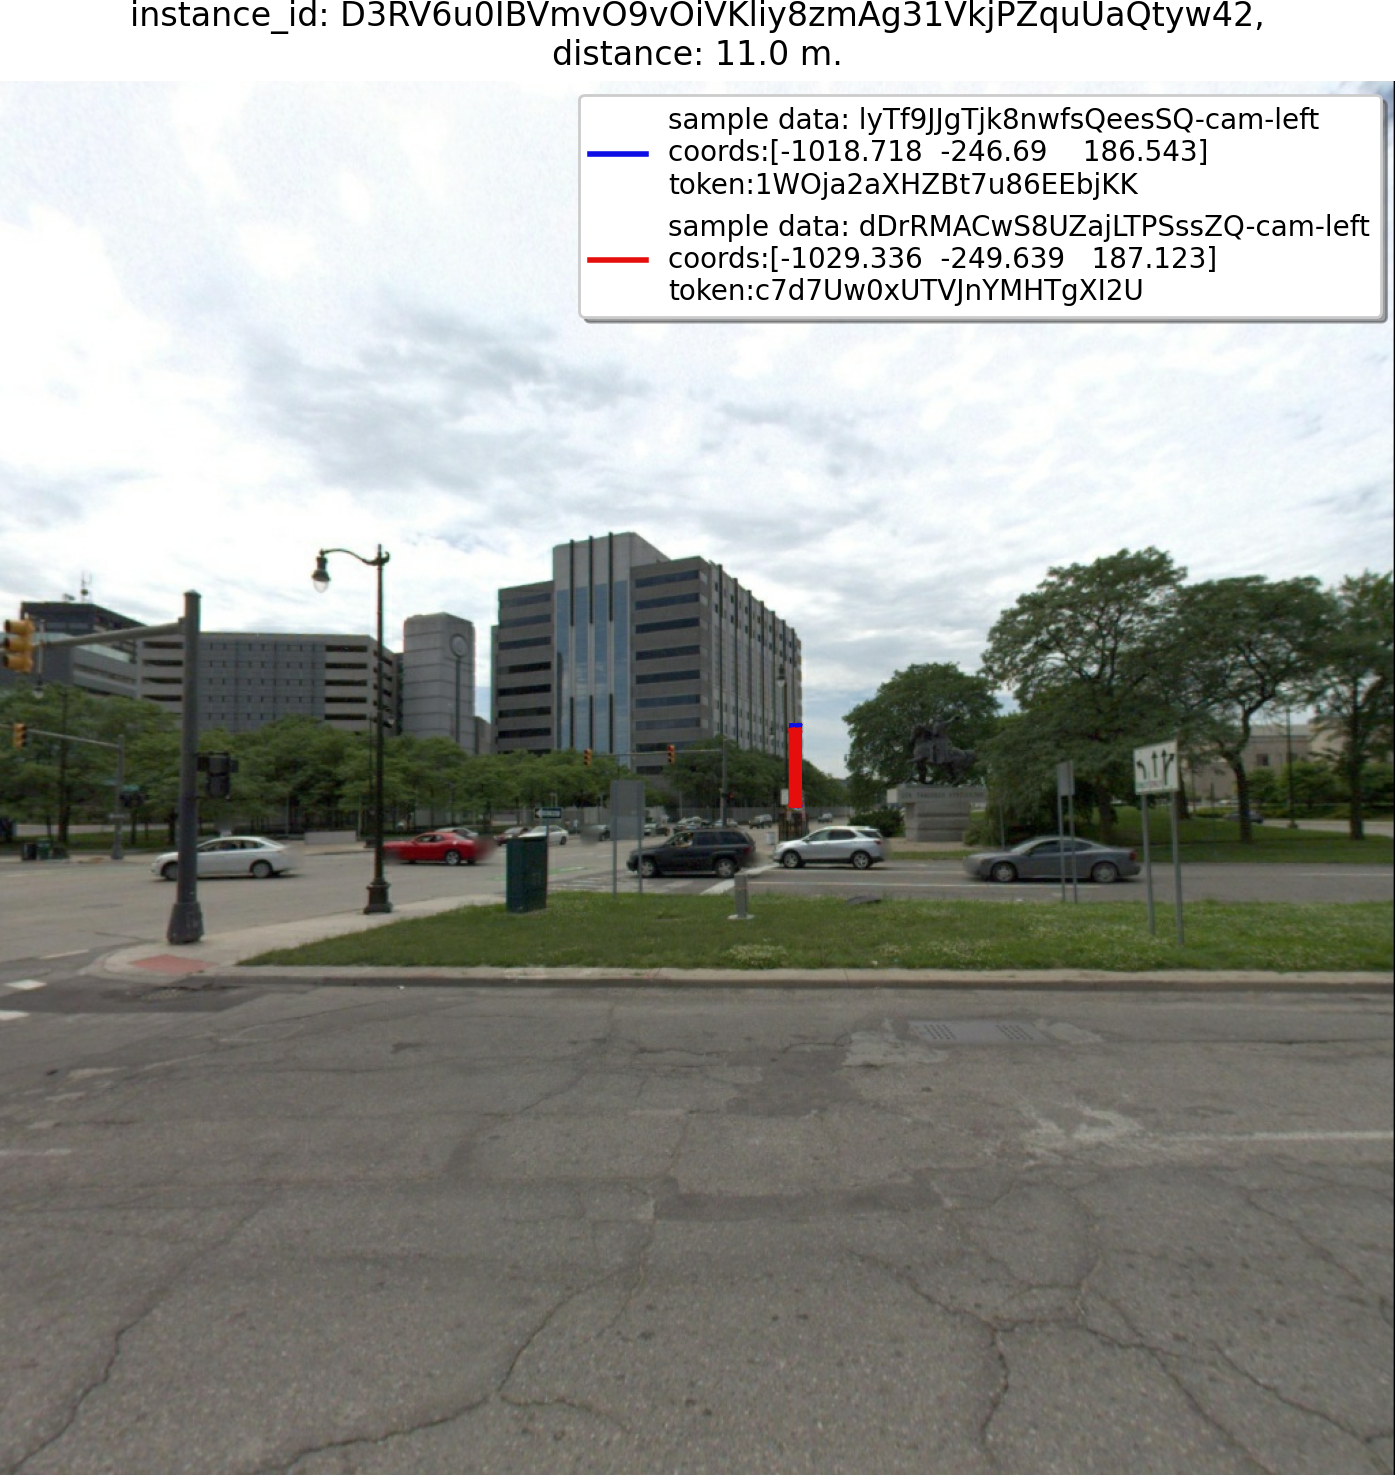 instance_id: D3RV6u0IBVmvO9vOiVKliy8zmAg31VkjPZquUaQtyw42,
distance: 11.0 m.
sample data: lyTf9JJgTjk8nwfsQeesSQ-cam-left
coords:[-1018.718 -246.69 186.543]
token:1WOja2aXHZBt7u86EEbjKK
sample data: dDrRMACwS8UZajLTPSssZQ-cam-left
coords:[-1029.336 -249.639 187.123]
token:c7d7Uw0xUTVJnYMHTgXI2U